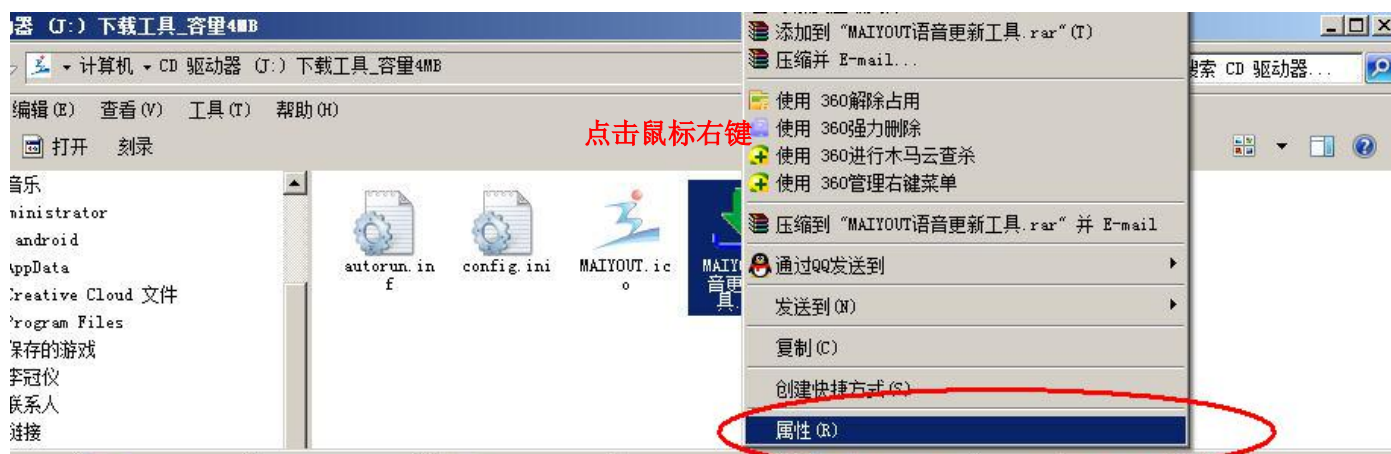 器 (J:) 下载工具_容里4MB
计算机 CD 驱动器 (J:) 下载工具_容里4MB
搜索 CD 驱动器...
编辑(E) 查看(V) 工具(T) 帮助(H)
打开 刻录
点击鼠标右键
音乐
ministrator
android
AppData
Creative Cloud 文件
Program Files
保存的游戏
李冠仪
联系人
链接
autorun.in
f
config.ini
MAIYOUT.ic
o
MAIY
音更
具.
添加到 “MAIYOUT语音更新工具.rar”(T)
压缩并 E-mail...
使用 360解除占用
使用 360强力删除
使用 360进行木马云查杀
使用 360管理右键菜单
压缩到 “MAIYOUT语音更新工具.rar” 并 E-mail
通过QQ发送到
发送到(N)
复制(C)
创建快捷方式(S)
属性(R)